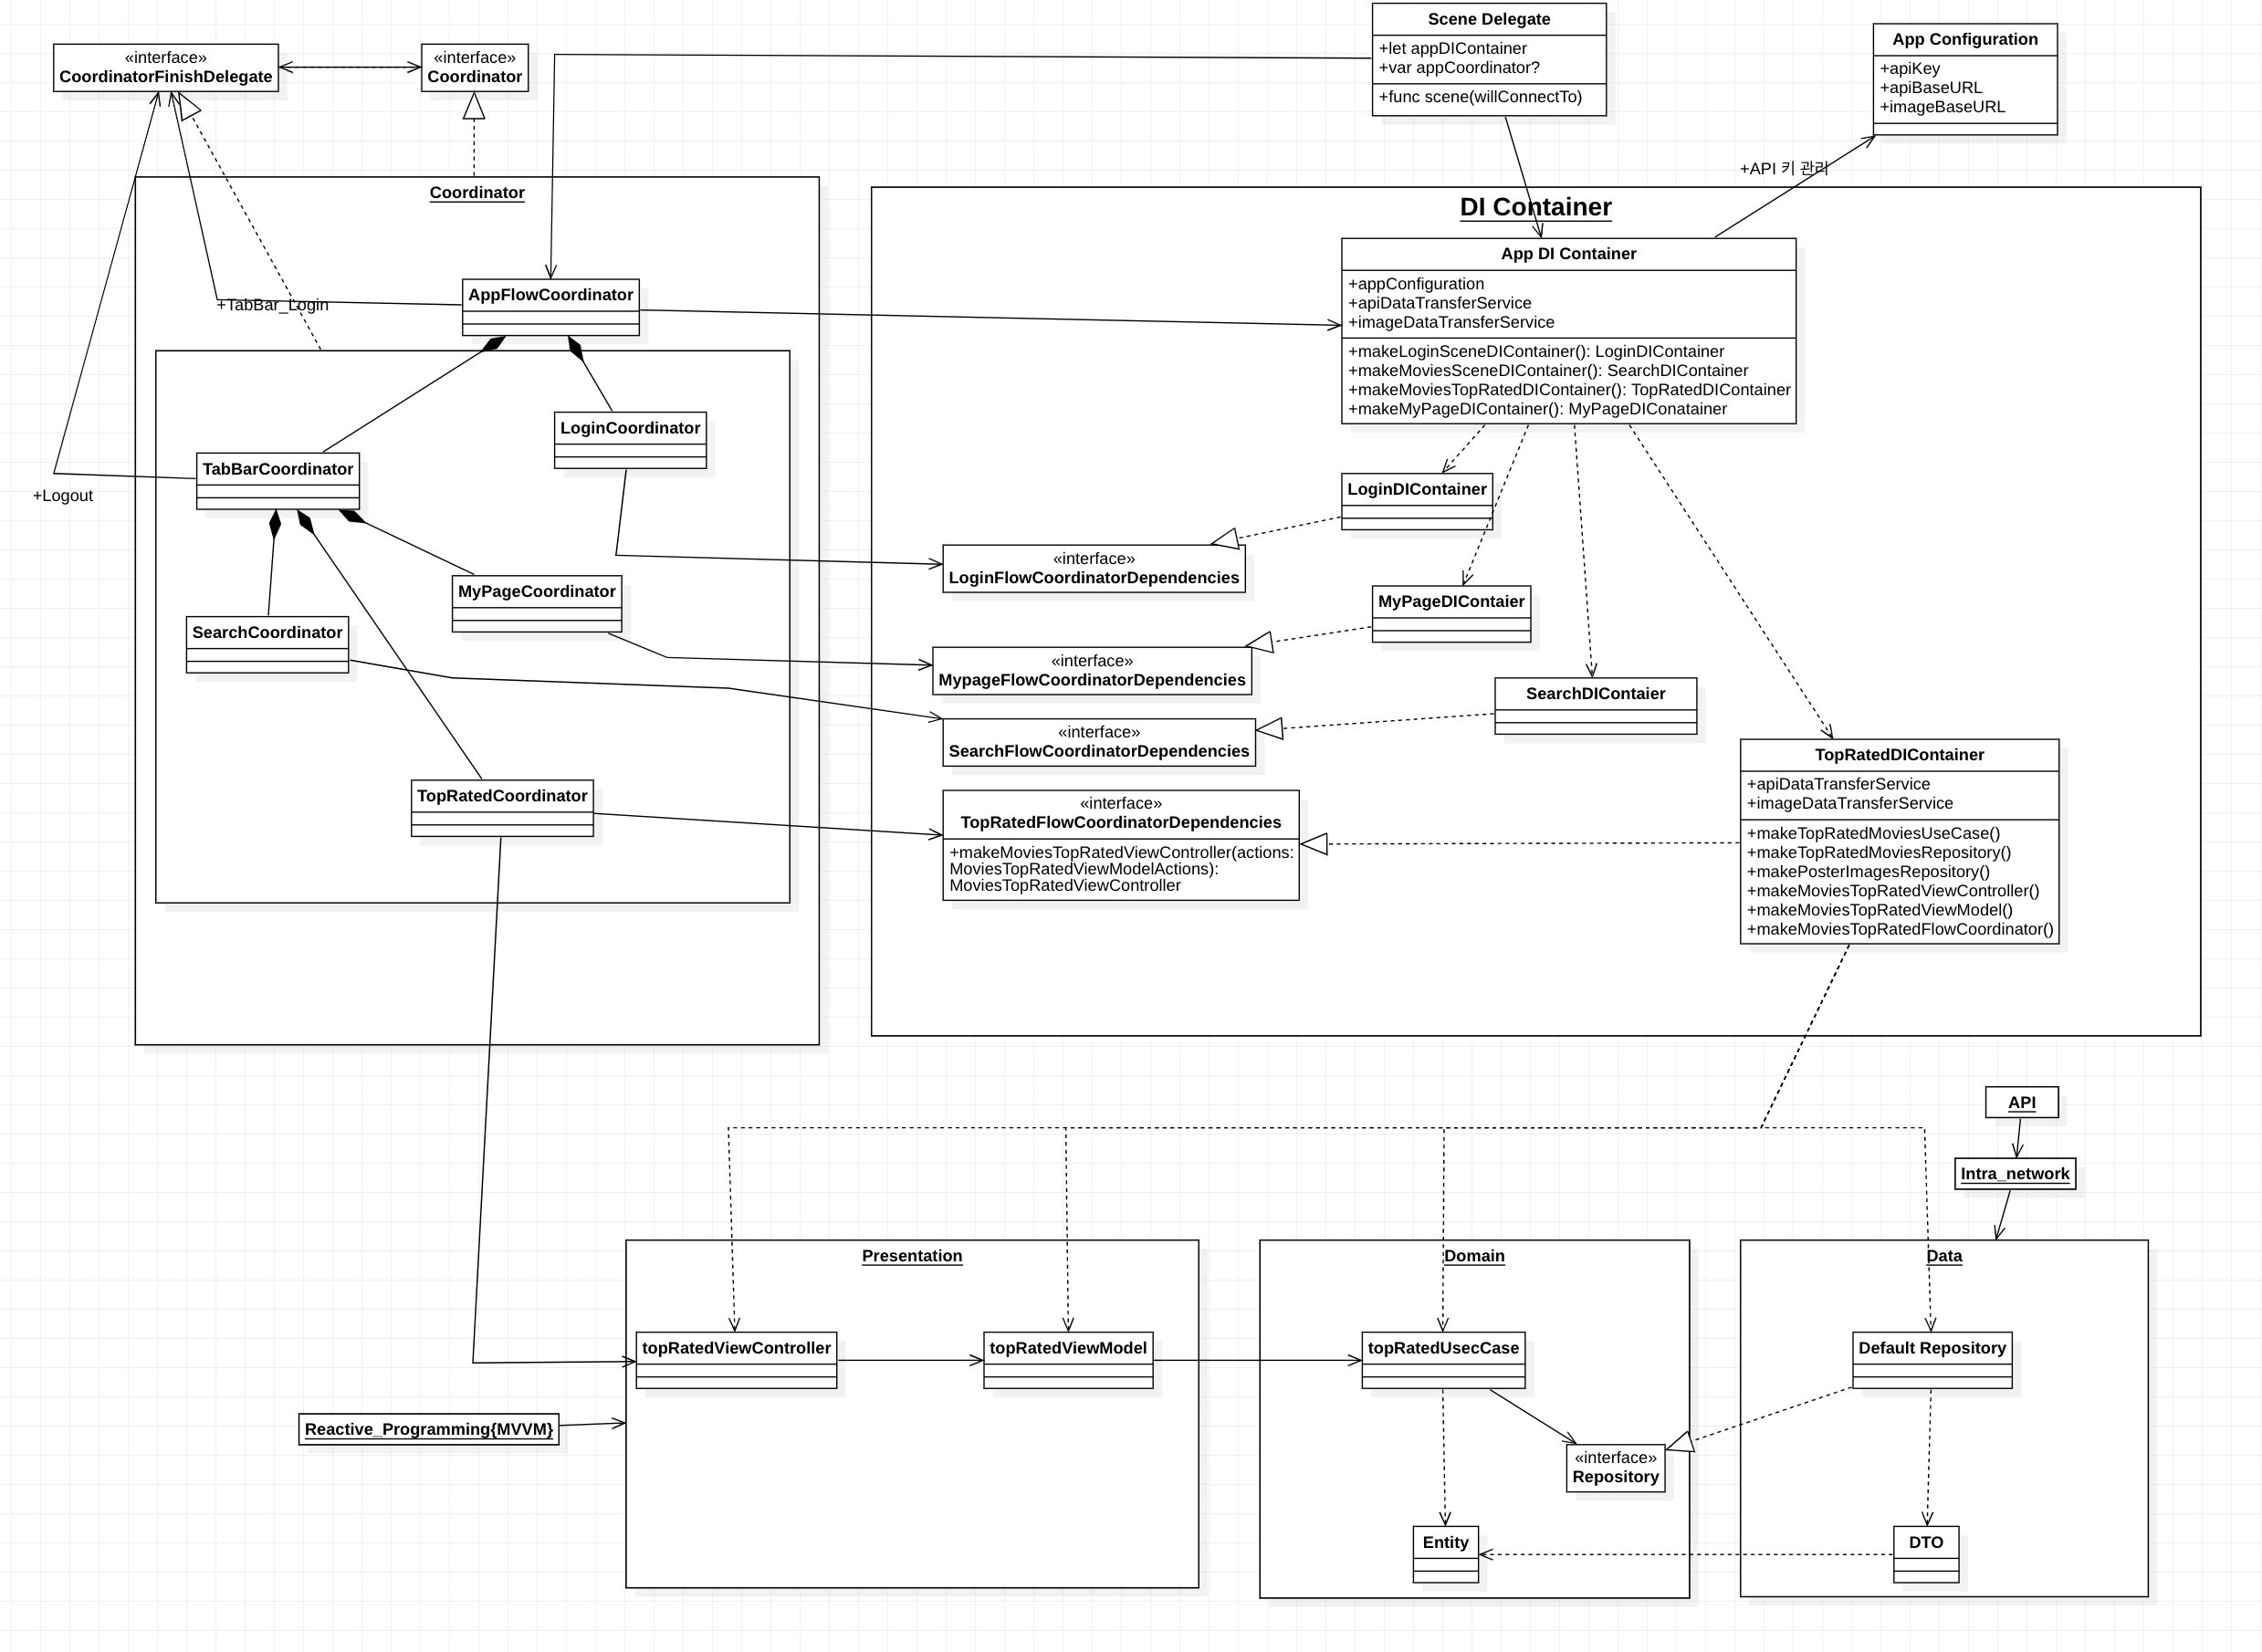 Scene Delegate
+let appDIContainer
+var appCoordinator?
+func scene(willConnectTo)
App Configuration
+apiKey
+apiBaseURL
+imageBaseURL
«interface»
CoordinatorFinishDelegate
«interface»
Coordinator
+API 키 관리
Coordinator
AppFlowCoordinator
+TabBar_Login
LoginCoordinator
TabBarCoordinator
+Logout
MyPageCoordinator
SearchCoordinator
TopRatedCoordinator
DI Container
App DI Container
+appConfiguration
+apiDataTransferService
+imageDataTransferService
+makeLoginSceneDIContainer(): LoginDIContainer
+makeMoviesSceneDIContainer(): SearchDIContainer
+makeMoviesTopRatedDIContainer(): TopRatedDIContainer
+makeMyPageDIContainer(): MyPageDIConatainer
LoginDIContainer
«interface»
LoginFlowCoordinatorDependencies
MyPageDIContaier
«interface»
MypageFlowCoordinatorDependencies
SearchDIContaier
«interface»
SearchFlowCoordinatorDependencies
TopRatedDIContainer
+apiDataTransferService
+imageDataTransferService
+makeTopRatedMoviesUseCase()
+makeTopRatedMoviesRepository()
+makePosterImagesRepository()
+makeMoviesTopRatedViewController()
+makeMoviesTopRatedViewModel()
+makeMoviesTopRatedFlowCoordinator()
«interface»
TopRatedFlowCoordinatorDependencies
+makeMoviesTopRatedViewController(actions:
MoviesTopRatedViewModelActions):
MoviesTopRatedViewController
API
Intra_network
Presentation
topRatedViewController
topRatedViewModel
Reactive_Programming{MVVM}
Domain
topRatedUsecCase
«interface»
Repository
Entity
Data
Default Repository
DTO